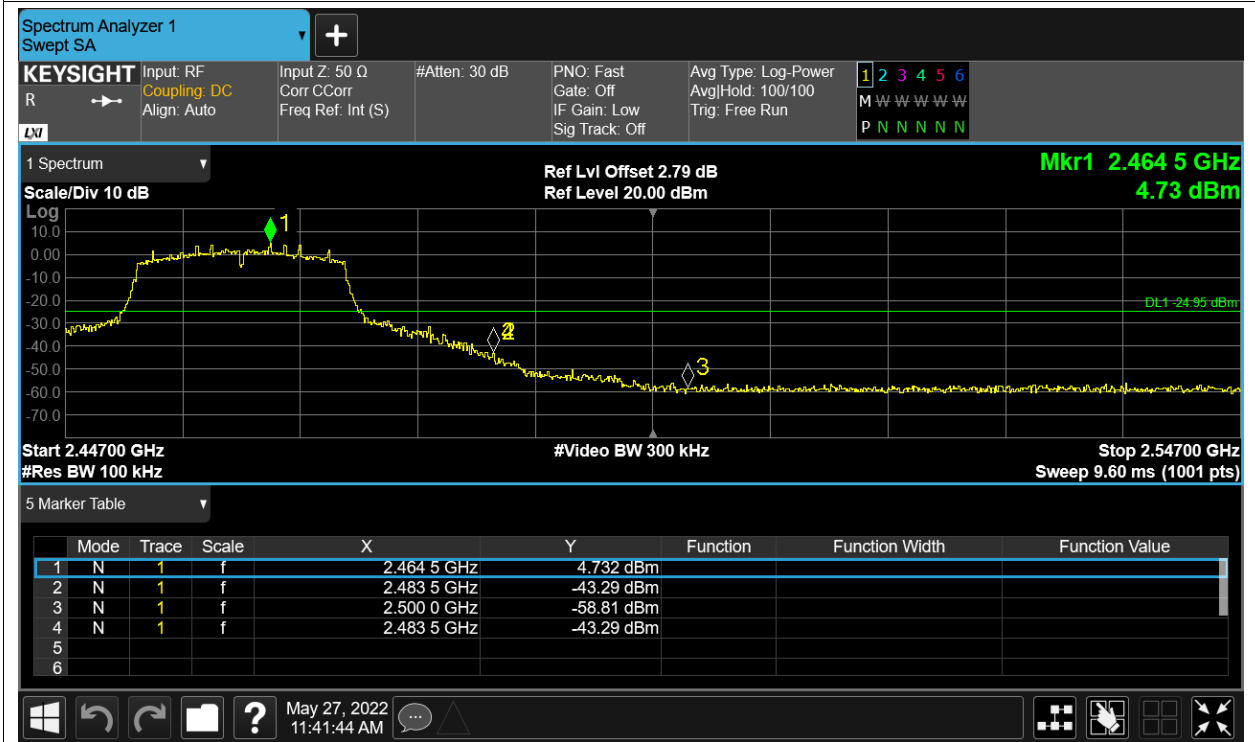 Spectrum Analyzer 1
Swept SA
KEYSIGHT Input: RF Input Z: 50 Ω #Atten: 30 dB PNO: Fast Avg Type: Log-Power 1 2 3 4 5 6
R Coupling: DC Corr CCorr Gate: Off Avg|Hold: 100/100 M W W W W W
Align: Auto Freq Ref: Int (S) IF Gain: Low Trig: Free Run
LXI Sig Track: Off P N N N N N
1 Spectrum Ref Lvl Offset 2.79 dB Mkr1 2.464 5 GHz
Scale/Div 10 dB Ref Level 20.00 dBm 4.73 dBm
Log
1
10.0
0.00
-10.0
-20.0
DL1 -24.95 dBm
-30.0
2
-40.0
-50.0
3
-60.0
-70.0
Start 2.44700 GHz #Video BW 300 kHz Stop 2.54700 GHz
#Res BW 100 kHz Sweep 9.60 ms (1001 pts)
5 Marker Table
Mode Trace Scale X Y Function Function Width Function Value
1 N 1 f 2.464 5 GHz 4.732 dBm
2 N 1 f 2.483 5 GHz -43.29 dBm
3 N 1 f 2.500 0 GHz -58.81 dBm
4 N 1 f 2.483 5 GHz -43.29 dBm
5
6
? May 27, 2022
11:41:44 AM